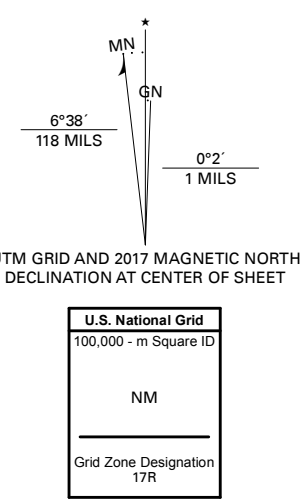 MN
GN
6°38´
118 MILS
0°2´
1 MILS
UTM GRID AND 2017 MAGNETIC NORTH
DECLINATION AT CENTER OF SHEET
U.S. National Grid
100,000 - m Square ID
NM
Grid Zone Designation
17R